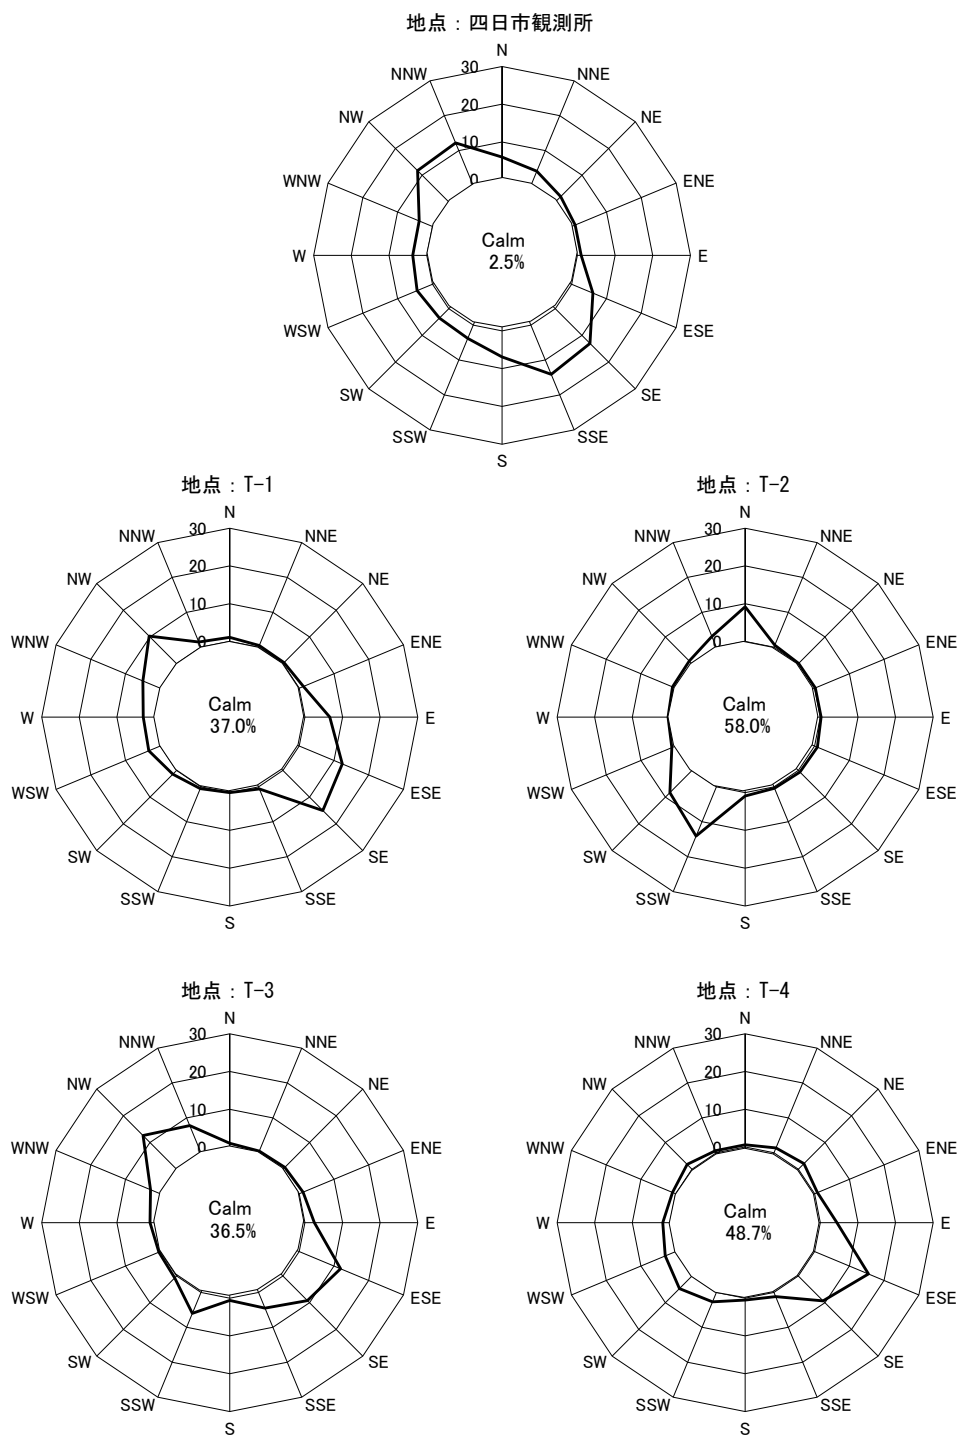 地点：四日市観測所
N
30
NNW
NNE
20
NW
NE
10
WNW
ENE
0
Calm
2.5%
W
E
WSW
ESE
SW
SE
SSW
SSE
S
地点：T-1
N
30
NNW
NNE
20
NW
NE
10
WNW
ENE
0
Calm
37.0%
W
E
WSW
ESE
SW
SE
SSW
SSE
S
地点：T-2
N
30
NNW
NNE
20
NW
NE
10
WNW
ENE
0
Calm
58.0%
W
E
WSW
ESE
SW
SE
SSW
SSE
S
地点：T-3
N
30
NNW
NNE
20
NW
NE
10
WNW
ENE
0
Calm
36.5%
W
E
WSW
ESE
SW
SE
SSW
SSE
S
地点：T-4
N
30
NNW
NNE
20
NW
NE
10
WNW
ENE
0
Calm
48.7%
W
E
WSW
ESE
SW
SE
SSW
SSE
S